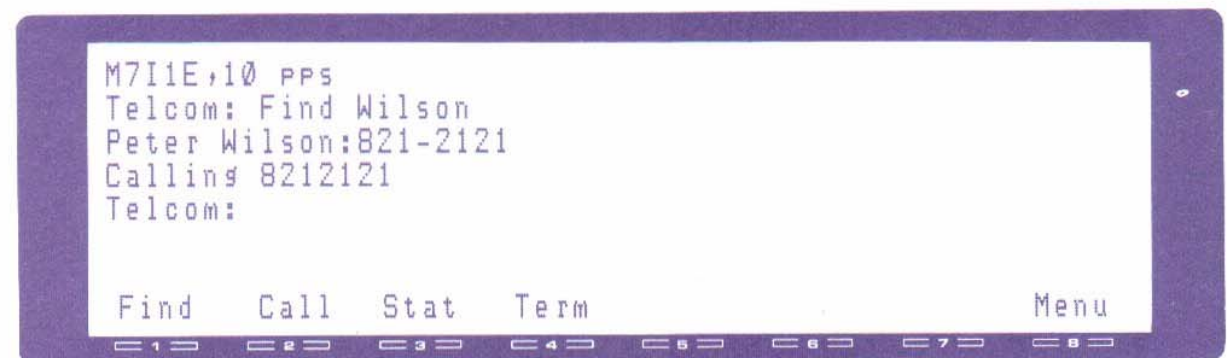 M7I1E,10 pps
Telcom: Find Wilson
Peter Wilson:821-2121
Calling 8212121
Telcom:
Find Call Stat Term Menu
1 2 3 4 5 6 7 8